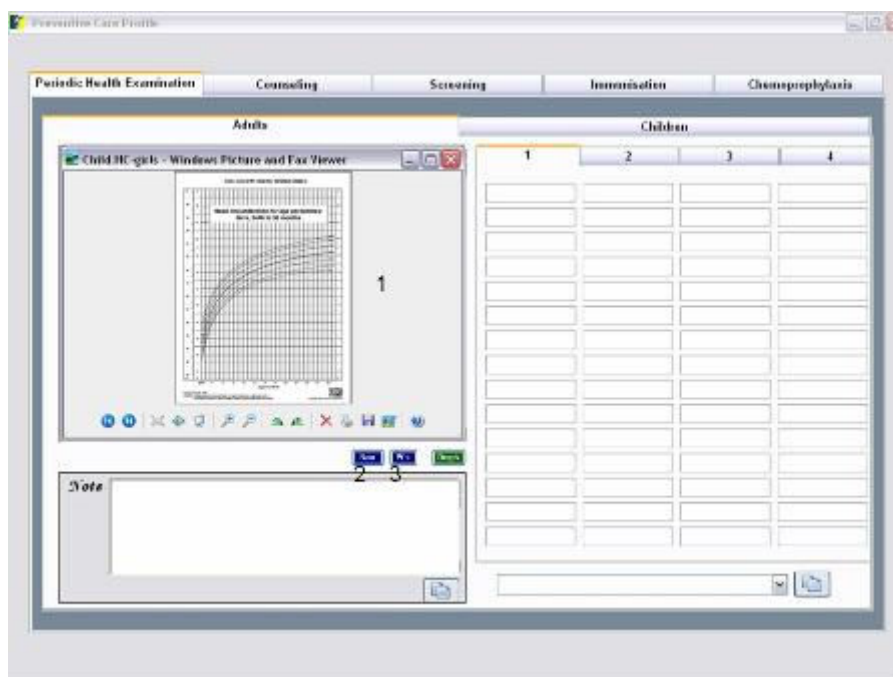 Preventive Care Profile
Periodic Health Examination Counseling Screening Immunisation Chemoprophylaxis
Adults Children
Child HC-girls - Windows Picture and Fax Viewer
1 2 3 4
1
2 3
Note